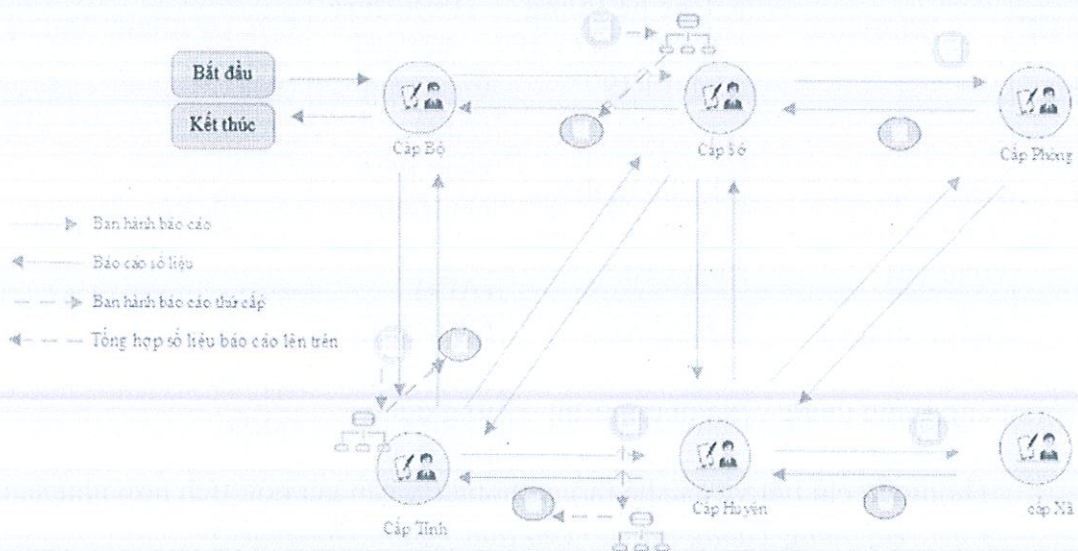 Bắt đầu
Kết thúc
Cấp Bộ
Cấp Sở
Cấp Phòng
Ban hành báo cáo
Báo cáo số liệu
Ban hành báo cáo thứ cấp
Tổng hợp số liệu báo cáo lên trên
Cấp Tỉnh
Cấp Huyện
cấp Xã